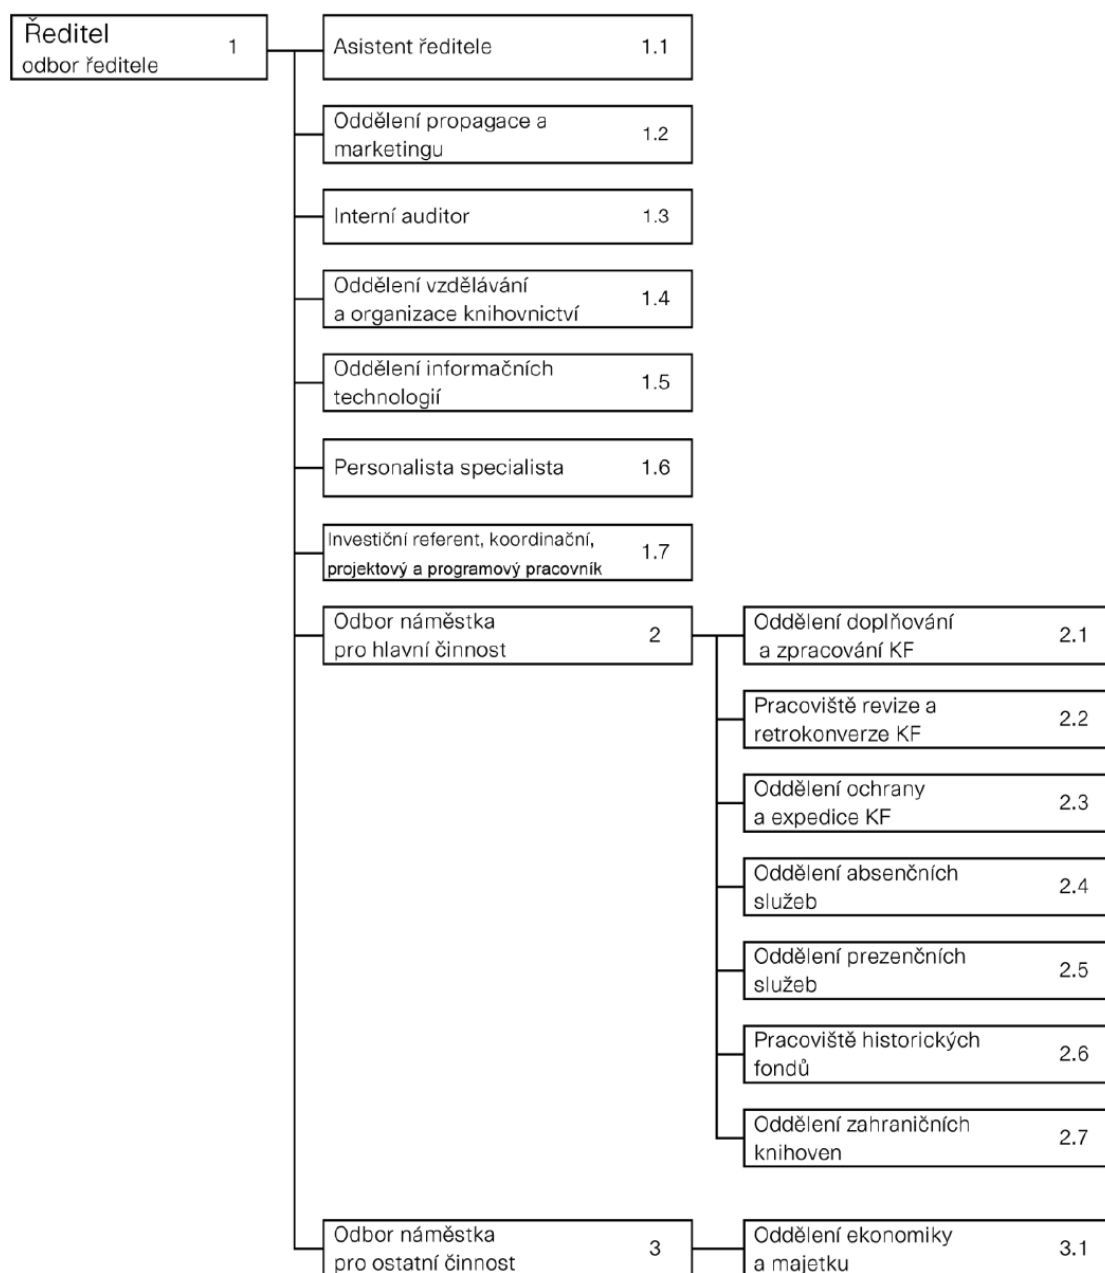 Ředitel 1
odbor ředitele
Asistent ředitele 1.1
Oddělení propagace a 1.2
marketingu
Interní auditor 1.3
Oddělení vzdělávání 1.4
a organizace knihovnictví
Oddělení informačních 1.5
technologií
Personalista specialista 1.6
Investiční referent, koordinační, 1.7
projektový a programový pracovník
Odbor náměstka 2
pro hlavní činnost
Oddělení doplňování 2.1
a zpracování KF
Pracoviště revize a 2.2
retrokonverze KF
Oddělení ochrany 2.3
a expedice KF
Oddělení absenčních 2.4
služeb
Oddělení prezenčních 2.5
služeb
Pracoviště historických 2.6
fondů
Oddělení zahraničních 2.7
knihoven
Odbor náměstka 3
pro ostatní činnost
Oddělení ekonomiky 3.1
a majetku